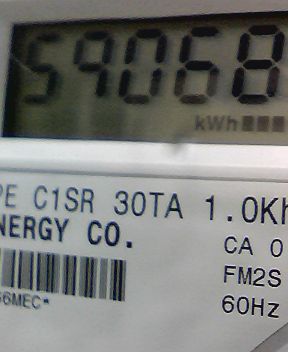 59068
kWh
PE C1SR 30TA 1.0Kh
NERGY CO.
CA 0
FM2S
6MEC*
60Hz